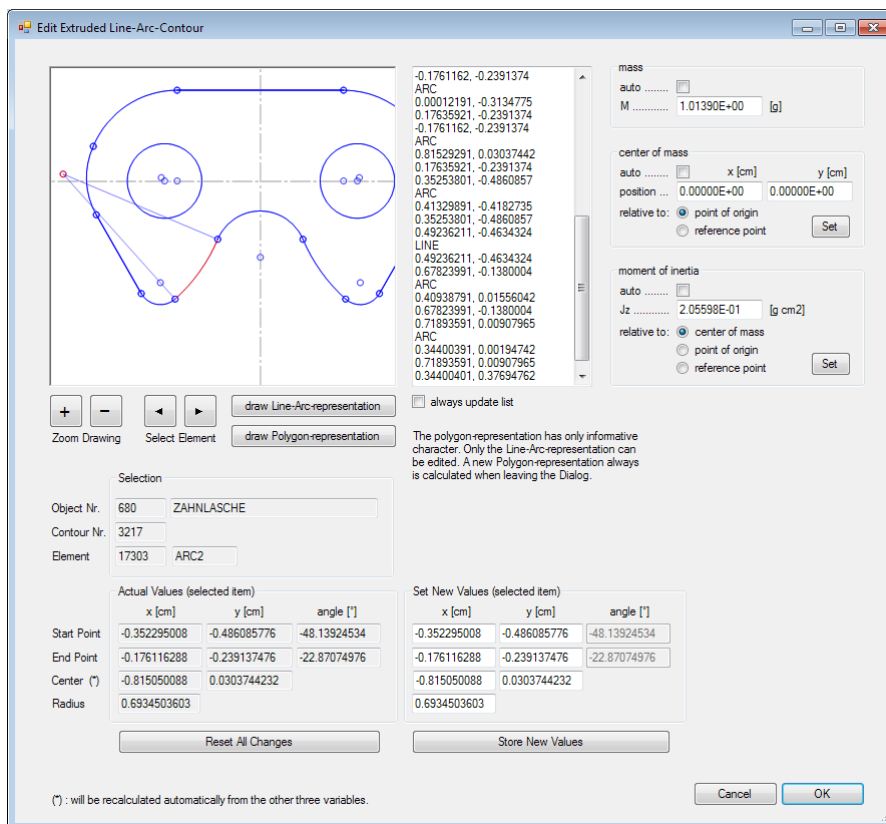 Edit Extruded Line-Arc-Contour
-0.1761162, -0.2391374
ARC
0.00012191, -0.3134775
0.17635921, -0.2391374
-0.1761162, -0.2391374
ARC
0.81529291, 0.03037442
0.17635921, -0.2391374
0.35253801, -0.4860857
ARC
0.41329891, -0.4182735
0.35253801, -0.4860857
0.49236211, -0.4634324
LINE
0.49236211, -0.4634324
0.67823991, -0.1380004
ARC
0.40938791, 0.01556042
0.67823991, -0.1380004
0.71893591, 0.00907965
ARC
0.34400391, 0.00194742
0.71893591, 0.00907965
0.34400401, 0.37694762
mass
auto ........
M ............ 1.01390E+00 [g]
center of mass
auto ........ x [cm] y [cm]
position ... 0.00000E+00 0.00000E+00
relative to: point of origin
reference point
Set
moment of inertia
auto ........
Jz ............ 2.05598E-01 [g cm2]
relative to: center of mass
point of origin
reference point
Set
+ − ◄ ► draw Line-Arc-representation
Zoom Drawing Select Element draw Polygon-representation
always update list
The polygon-representation has only informative
character. Only the Line-Arc-representation can
be edited. A new Polygon-representation always
is calculated when leaving the Dialog.
Selection
Object Nr. 680 ZAHNLASCHE
Contour Nr. 3217
Element 17303 ARC2
Actual Values (selected item) Set New Values (selected item)
x [cm] y [cm] angle [°] x [cm] y [cm] angle [°]
Start Point -0.352295008 -0.486085776 -48.13924534 -0.352295008 -0.486085776 -48.13924534
End Point -0.176116288 -0.239137476 -22.87074976 -0.176116288 -0.239137476 -22.87074976
Center (*) -0.815050088 0.0303744232 -0.815050088 0.0303744232
Radius 0.6934503603 0.6934503603
Reset All Changes Store New Values
(*) : will be recalculated automatically from the other three variables.
Cancel OK